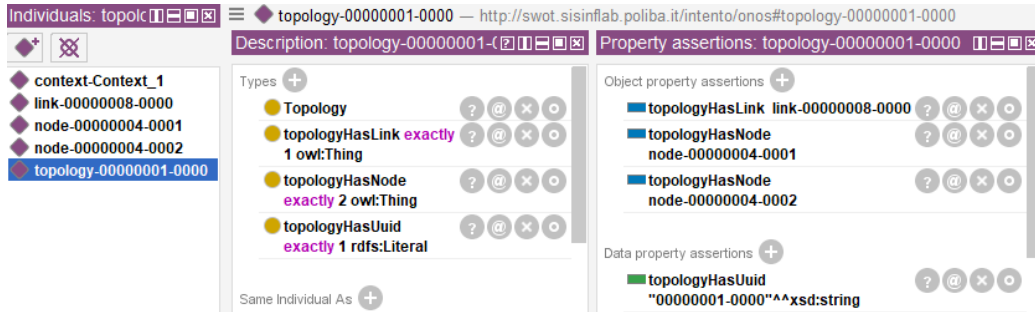 Individuals: topolc
topology-00000001-0000 — http://swot.sisinflab.poliba.it/intento/onos#topology-00000001-0000
context-Context_1
link-00000008-0000
node-00000004-0001
node-00000004-0002
topology-00000001-0000
Description: topology-00000001-(
Types
Topology
topologyHasLink exactly
1 owl:Thing
topologyHasNode
exactly 2 owl:Thing
topologyHasUuid
exactly 1 rdfs:Literal
Same Individual As
Property assertions: topology-00000001-0000
Object property assertions
topologyHasLink link-00000008-0000
topologyHasNode
node-00000004-0001
topologyHasNode
node-00000004-0002
Data property assertions
topologyHasUuid
"00000001-0000"^^xsd:string